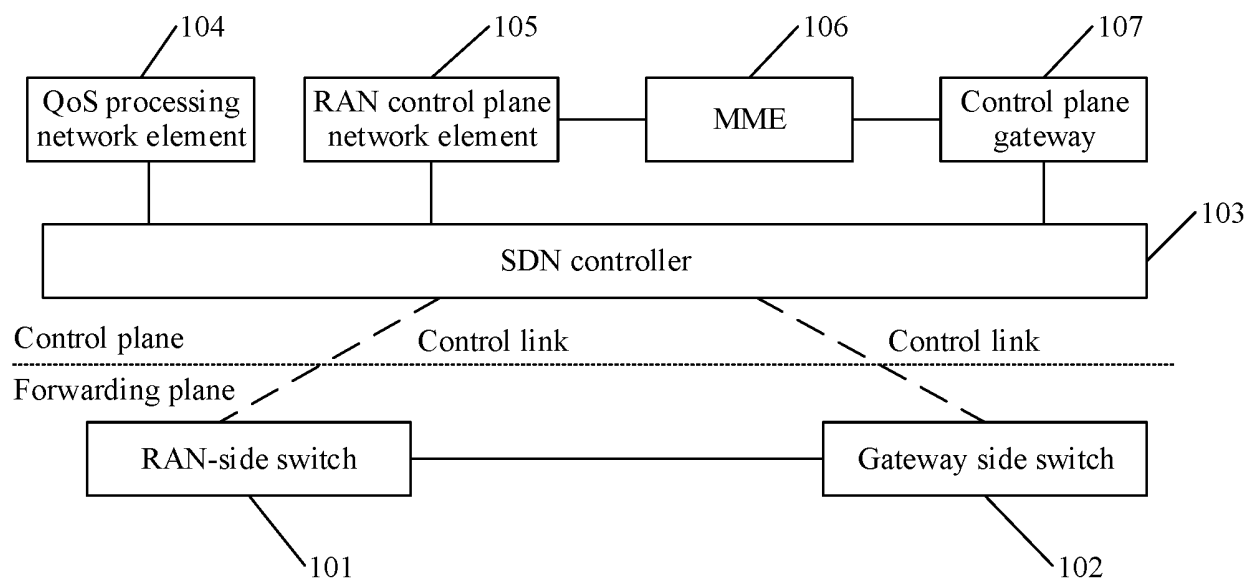 104
105
106
107
QoS processing
network element
RAN control plane
network element
MME
Control plane
gateway
103
SDN controller
Control plane
Control link
Control link
Forwarding plane
RAN-side switch
Gateway side switch
101
102